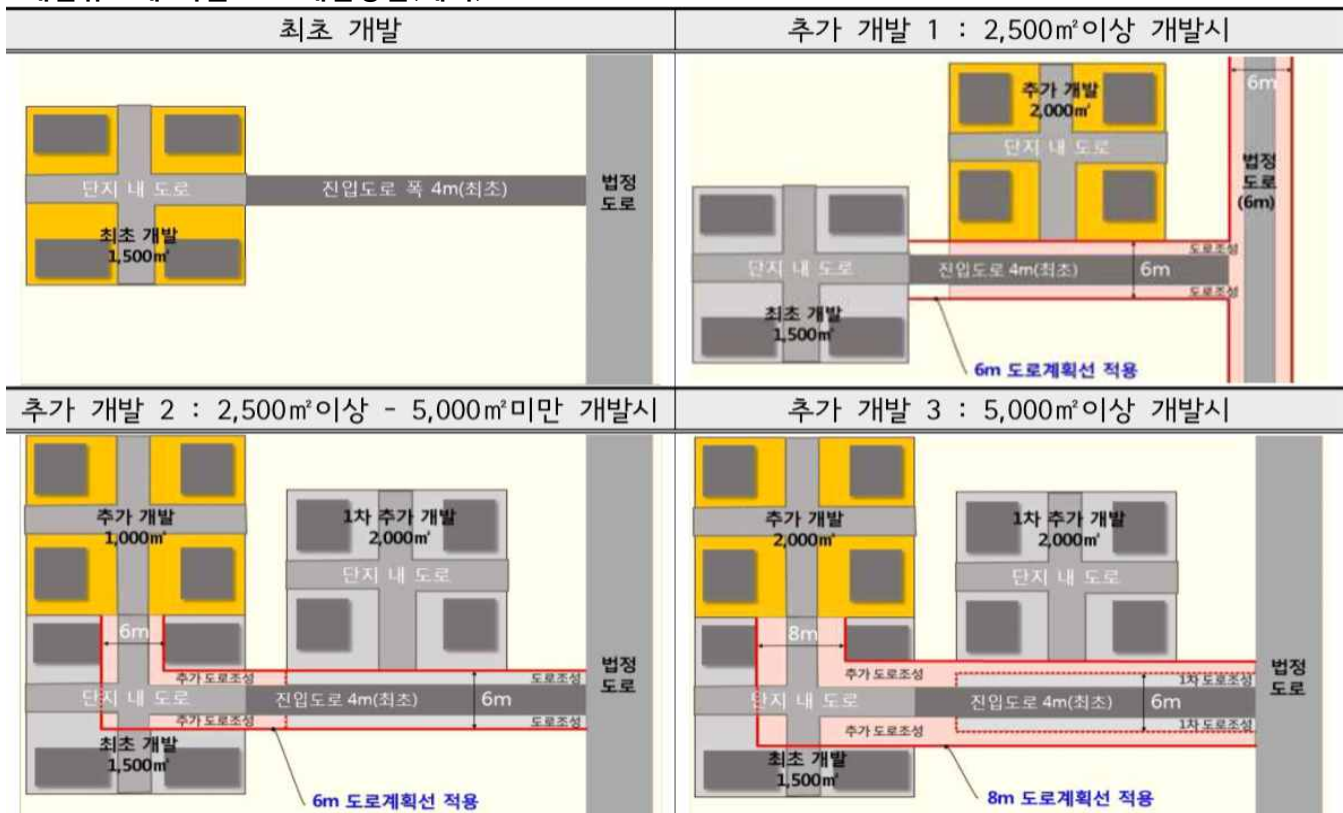 최초 개발
추가 개발 1 : 2,500㎡이상 개발시
단지 내 도로
최초 개발
1,500㎡
진입도로 폭 4m(최초)
법정
도로
추가 개발
2,000㎡
단지 내 도로
6m
법정
도로
(6m)
단지 내 도로
진입도로 4m(최초)
6m
도로조성
도로조성
최초 개발
1,500㎡
6m 도로계획선 적용
추가 개발 2 : 2,500㎡이상 - 5,000㎡미만 개발시
추가 개발 3 : 5,000㎡이상 개발시
추가 개발
1,000㎡
1차 추가 개발
2,000㎡
단지 내 도로
6m
추가 도로조성
도로조성
법정
도로
단지 내 도로
진입도로 4m(최초)
6m
추가 도로조성
도로조성
최초 개발
1,500㎡
6m 도로계획선 적용
추가 개발
2,000㎡
1차 추가 개발
2,000㎡
단지 내 도로
8m
추가 도로조성
1차 도로조성
법정
도로
단지 내 도로
진입도로 4m(최초)
6m
추가 도로조성
1차 도로조성
최초 개발
1,500㎡
8m 도로계획선 적용